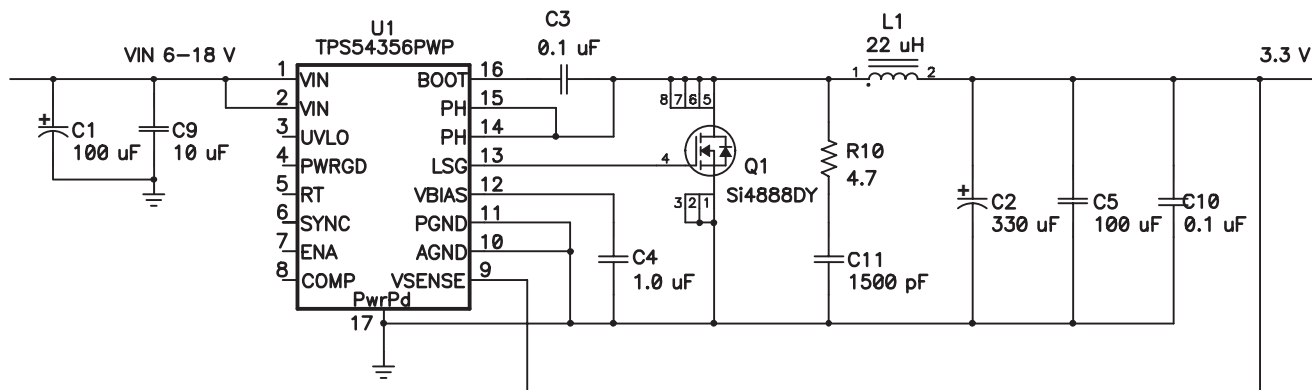 U1
TPS54356PWP
VIN 6-18 V
C3
0.1 uF
L1
22 uH
3.3 V
1 VIN
2 VIN
3 UVLO
4 PWRGD
5 RT
6 SYNC
7 ENA
8 COMP
BOOT 16
PH 15
PH 14
LSG 13
VBIAS 12
PGND 11
AGND 10
VSENSE 9
PwrPd
17
C1
100 uF
C9
10 uF
1 2
8 7 6 5
4
Q1
Si4888DY
3 2 1
R10
4.7
C4
1.0 uF
C11
1500 pF
C2
330 uF
C5
100 uF
C10
0.1 uF
+
+